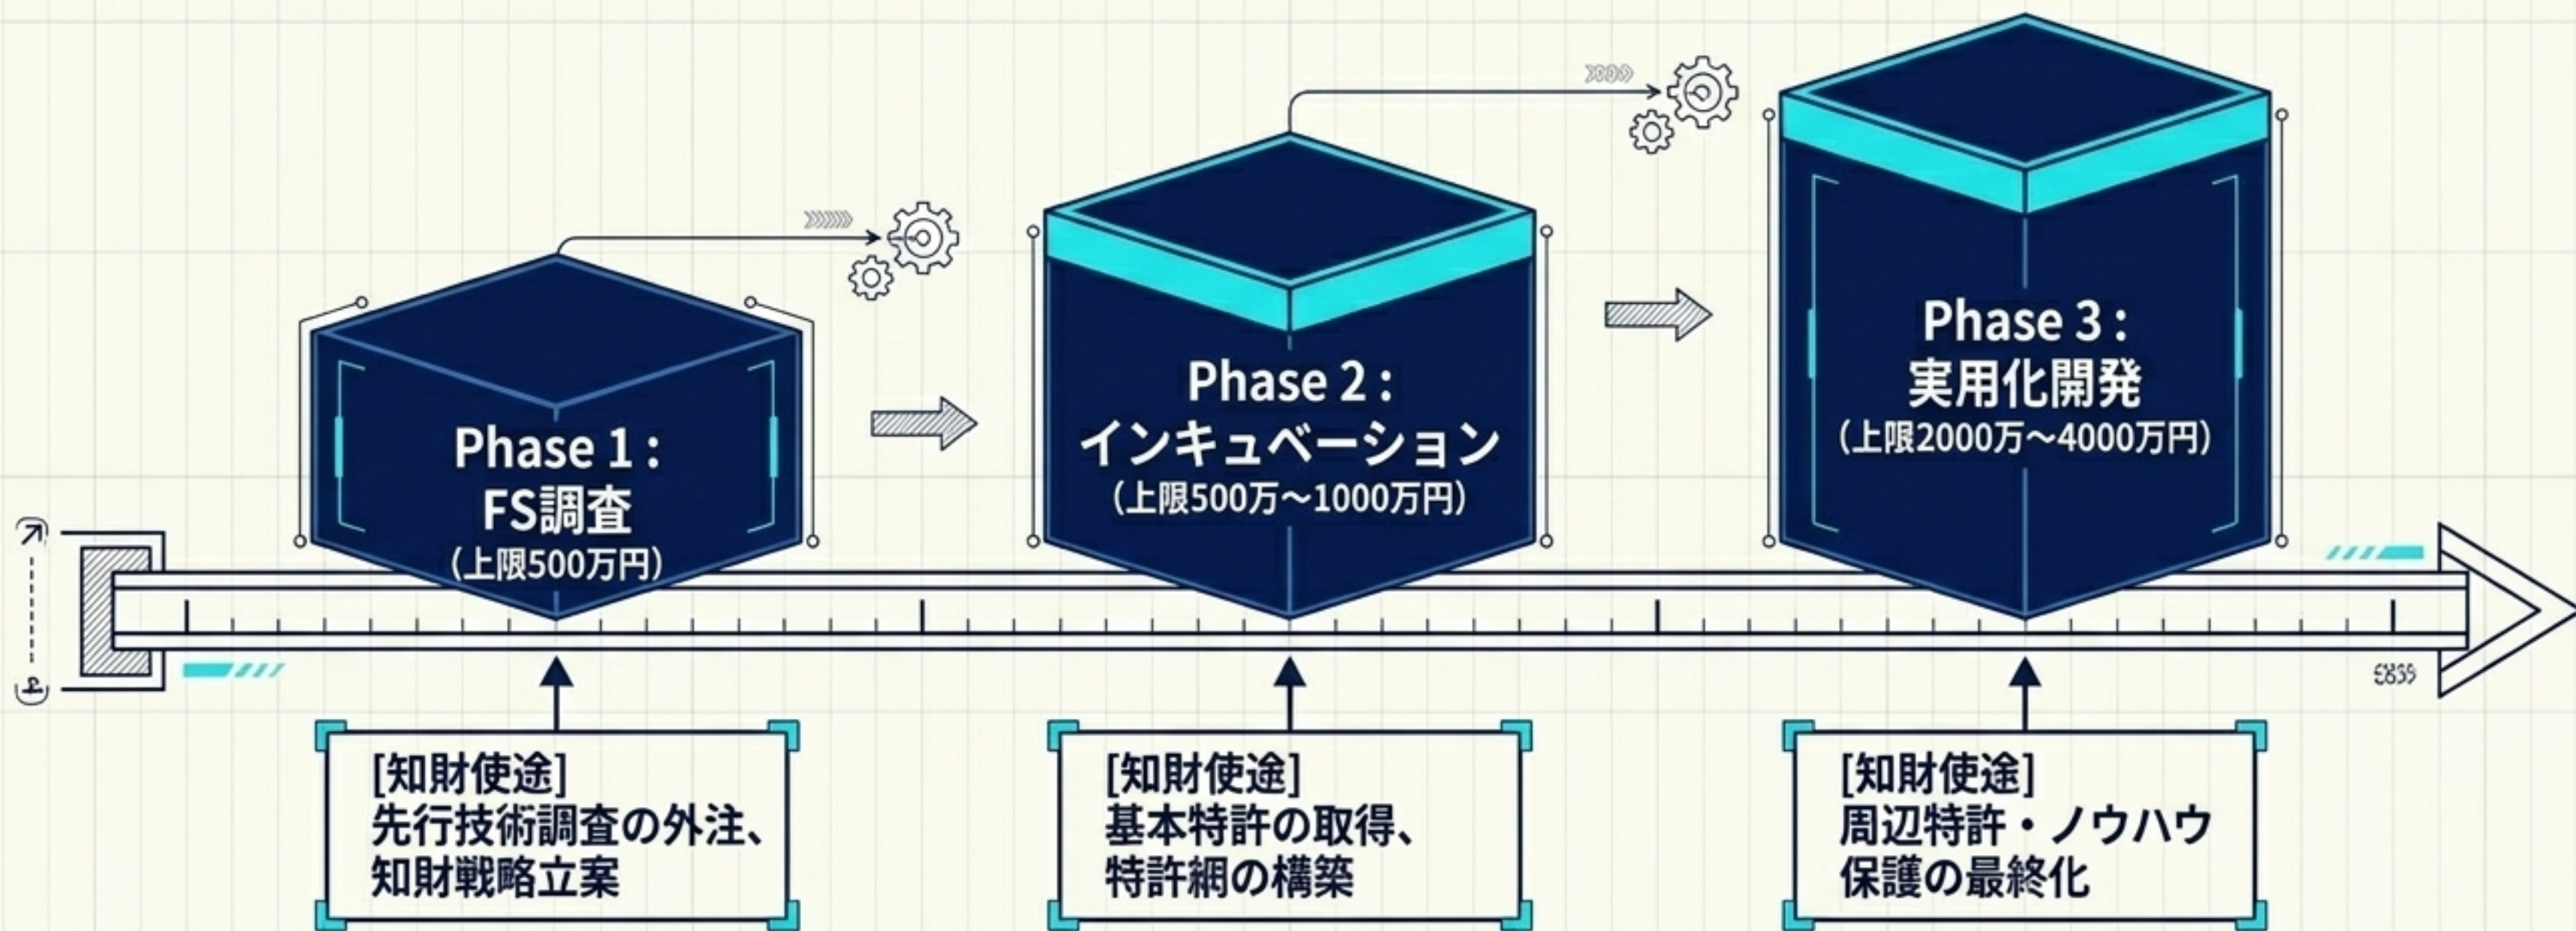 Phase 1 :
FS調査
(上限500万円)
Phase 2 :
インキュベーション
(上限500万〜1000万円)
Phase 3 :
実用化開発
(上限2000万〜4000万円)
[知財使途]
先行技術調査の外注、
知財戦略立案
[知財使途]
基本特許の取得、
特許網の構築
[知財使途]
周辺特許・ノウハウ
保護の最終化